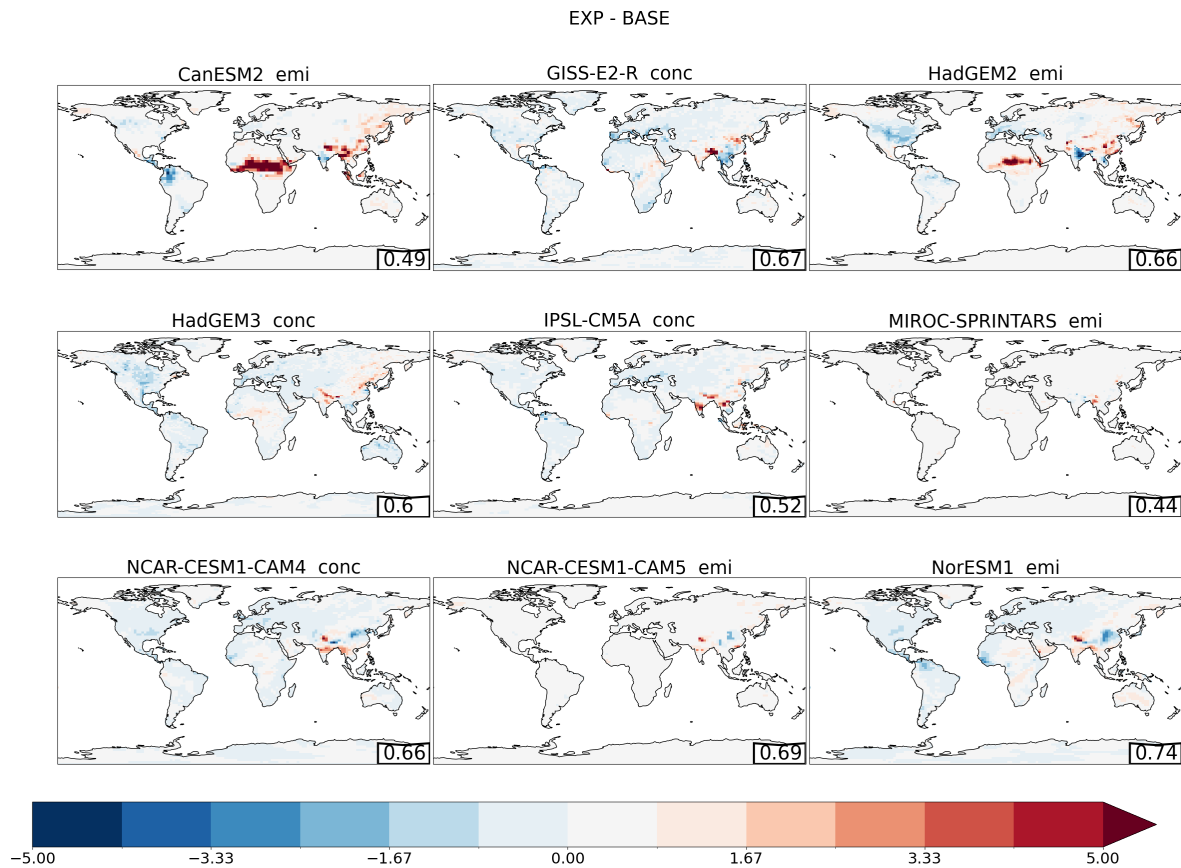 EXP - BASE
CanESM2 emi
GISS-E2-R conc
HadGEM2 emi
0.49
0.67
0.66
HadGEM3 conc
IPSL-CM5A conc
MIROC-SPRINTARS emi
0.6
0.52
0.44
NCAR-CESM1-CAM4 conc
NCAR-CESM1-CAM5 emi
NorESM1 emi
0.66
0.69
0.74
−5.00 −3.33 −1.67 0.00 1.67 3.33 5.00